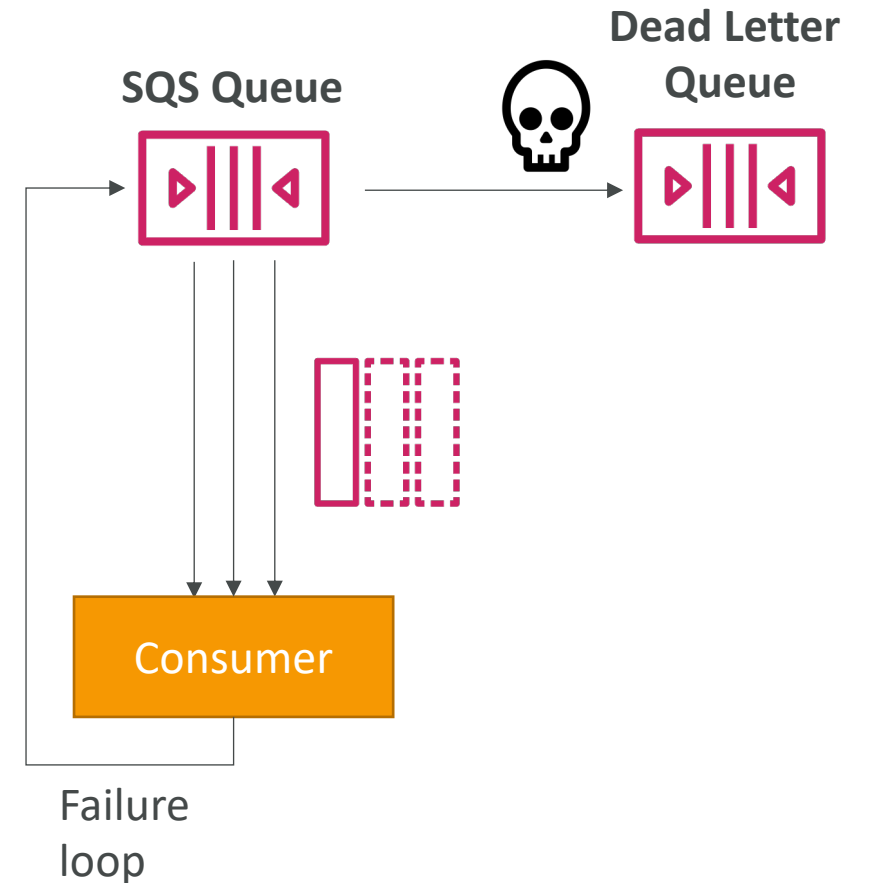 Dead Letter
Queue
SQS Queue
Consumer
Failure
loop